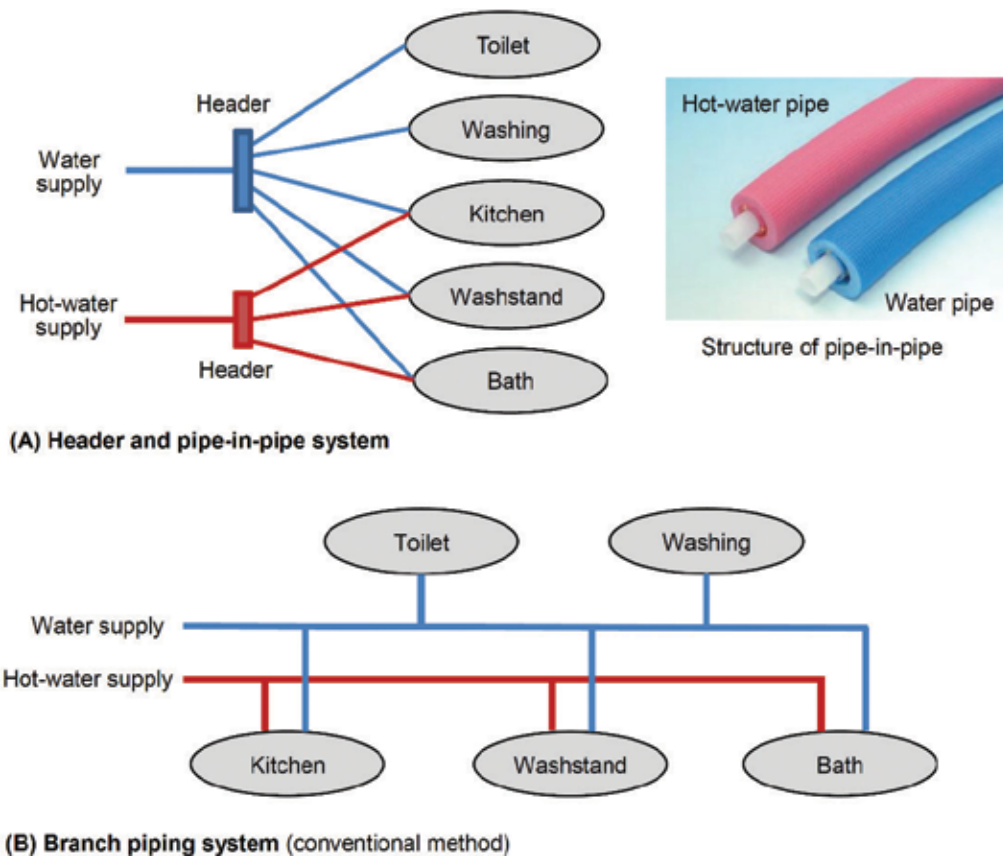 Toilet
Header
Washing
Water
supply
Kitchen
Hot-water
supply
Washstand
Header
Bath
Hot-water pipe
Water pipe
Structure of pipe-in-pipe
(A) Header and pipe-in-pipe system
Toilet
Washing
Water supply
Hot-water supply
Kitchen
Washstand
Bath
(B) Branch piping system (conventional method)